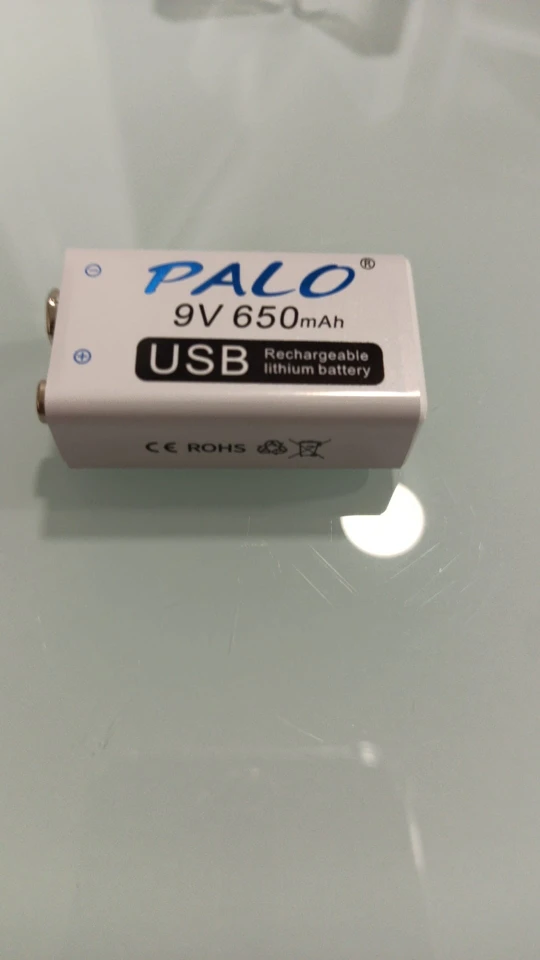 PALO®
9V 650mAh
USB Rechargeable
lithium battery
CE ROHS